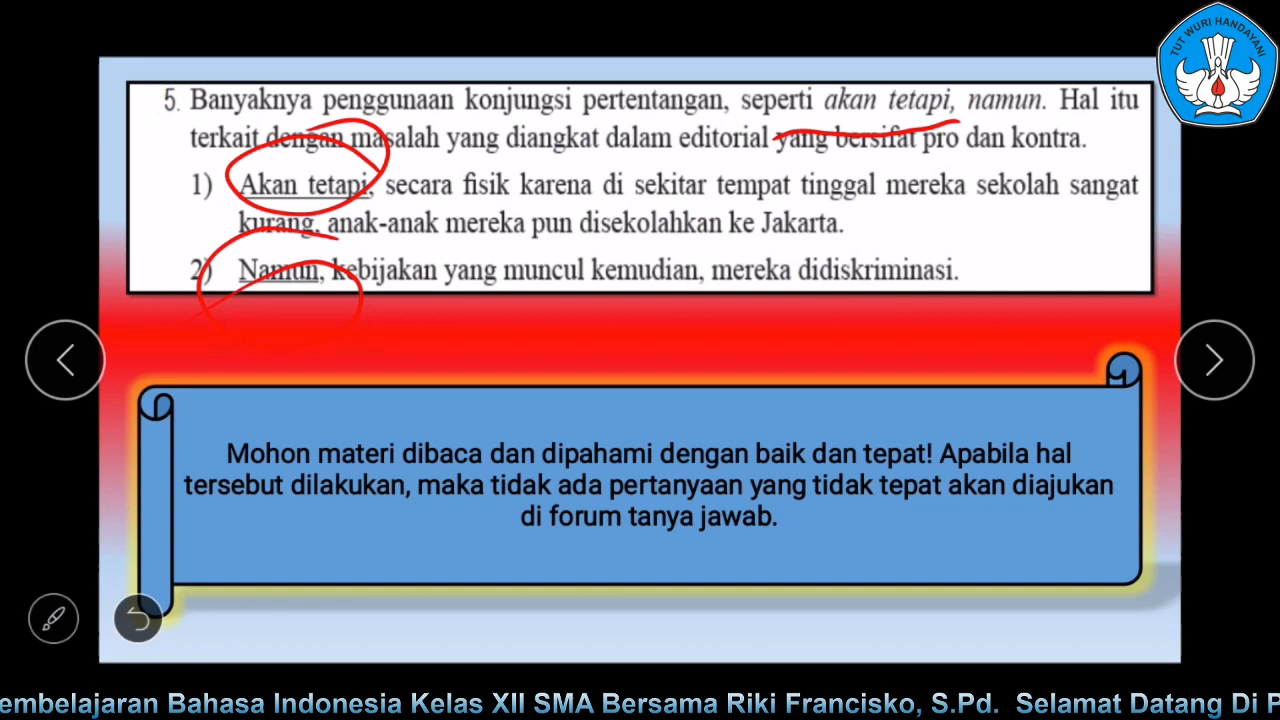 TUT WURI HANDAYANI
5. Banyaknya penggunaan konjungsi pertentangan, seperti akan tetapi, namun. Hal itu
terkait dengan masalah yang diangkat dalam editorial yang bersifat pro dan kontra.
1) Akan tetapi, secara fisik karena di sekitar tempat tinggal mereka sekolah sangat
kurang, anak-anak mereka pun disekolahkan ke Jakarta.
2) Namun, kebijakan yang muncul kemudian, mereka didiskriminasi.
Mohon materi dibaca dan dipahami dengan baik dan tepat! Apabila hal
tersebut dilakukan, maka tidak ada pertanyaan yang tidak tepat akan diajukan
di forum tanya jawab.
embelajaran Bahasa Indonesia Kelas XII SMA Bersama Riki Francisko, S.Pd. Selamat Datang Di P